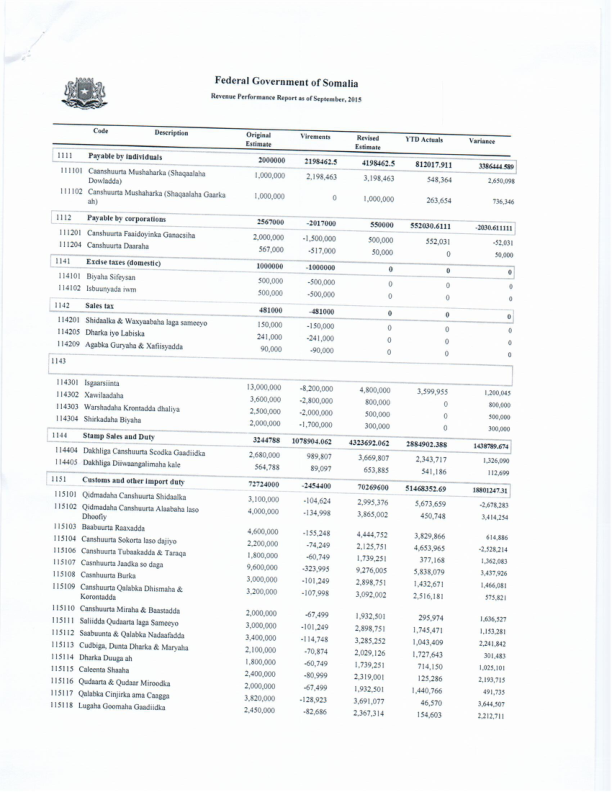 Federal Government of Somalia
Revenue Performance Report as of September, 2015
Code Description Original Estimate Virements Revised Estimate YTD Actuals Variance
1111 Payable by individuals 2000000 2198462.5 4198462.5 812017.911 3386444.589
111101 Caanshuurta Mushaharka (Shaqaalaha Dowladda) 1,000,000 2,198,463 3,198,463 548,364 2,650,098
111102 Canshuurta Mushaharka (Shaqaalaha Gaarka ah) 1,000,000 0 1,000,000 263,654 736,346
1112 Payable by corporations 2567000 -2017000 550000 552030.6111 -2030.611111
111201 Canshuurta Faaidoyinka Ganacsiha 2,000,000 -1,500,000 500,000 552,031 -52,031
111204 Canshuurta Daaraha 567,000 -517,000 50,000 0 50,000
1141 Excise taxes (domestic) 1000000 -1000000 0 0 0
114101 Biyaha Sifeysan 500,000 -500,000 0 0 0
114102 Isbuunyada iwm 500,000 -500,000 0 0 0
1142 Sales tax 481000 -481000 0 0 0
114201 Shidaalka & Waxyaabaha laga sameeyo 150,000 -150,000 0 0 0
114205 Dharka iyo Labiska 241,000 -241,000 0 0 0
114209 Agabka Guryaha & Xafiisyadda 90,000 -90,000 0 0 0
1143
114301 Isgaarsiinta 13,000,000 -8,200,000 4,800,000 3,599,955 1,200,045
114302 Xawilaadaha 3,600,000 -2,800,000 800,000 0 800,000
114303 Warshadaha Korontadda dhaliya 2,500,000 -2,000,000 500,000 0 500,000
114304 Shirkadaha Biyaha 2,000,000 -1,700,000 300,000 0 300,000
1144 Stamp Sales and Duty 3244788 1078904.062 4323692.062 2884902.388 1438789.674
114404 Dakhliga Canshuurta Socdka Gaadiidka 2,680,000 989,807 3,669,807 2,343,717 1,326,090
114405 Dakhliga Diiwaangalimaha kale 564,788 89,097 653,885 541,186 112,699
1151 Customs and other import duty 72724000 -2454400 70269600 51468352.69 18801247.31
115101 Qidmadaha Canshuurta Shidaalka 3,100,000 -104,624 2,995,376 5,673,659 -2,678,283
115102 Qidmadaha Canshuurta Alaabaha laso Dhoofiy 4,000,000 -134,998 3,865,002 450,748 3,414,254
115103 Baabuurta Raaxadda 4,600,000 -155,248 4,444,752 3,829,866 614,886
115104 Canshuurta Sokorta laso dajiyo 2,200,000 -74,249 2,125,751 4,653,965 -2,528,214
115106 Canshuurta Tubaakadda & Taraqa 1,800,000 -60,749 1,739,251 377,168 1,362,083
115107 Casnhuurta Jaadka so daga 9,600,000 -323,995 9,276,005 5,838,079 3,437,926
115108 Casnhuurta Burka 3,000,000 -101,249 2,898,751 1,432,671 1,466,081
115109 Canshuurta Qalabka Dhismaha & Korontadda 3,200,000 -107,998 3,092,002 2,516,181 575,821
115110 Canshuurta Miraha & Baastadda 2,000,000 -67,499 1,932,501 295,974 1,636,527
115111 Saliidda Qudaarta laga Sameeyo 3,000,000 -101,249 2,898,751 1,745,471 1,153,281
115112 Saabuunta & Qalabka Nadaafadda 3,400,000 -114,748 3,285,252 1,043,409 2,241,842
115113 Cudbiga, Dunta Dharka & Maryaha 2,100,000 -70,874 2,029,126 1,727,643 301,483
115114 Dharka Duuga ah 1,800,000 -60,749 1,739,251 714,150 1,025,101
115115 Caleenta Shaaha 2,400,000 -80,999 2,319,001 125,286 2,193,715
115116 Qudaarta & Qudaar Miroodka 2,000,000 -67,499 1,932,501 1,440,766 491,735
115117 Qalabka Cinjirka ama Caagga 3,820,000 -128,923 3,691,077 46,570 3,644,507
115118 Lugaha Goomaha Gaadiidka 2,450,000 -82,686 2,367,314 154,603 2,212,711